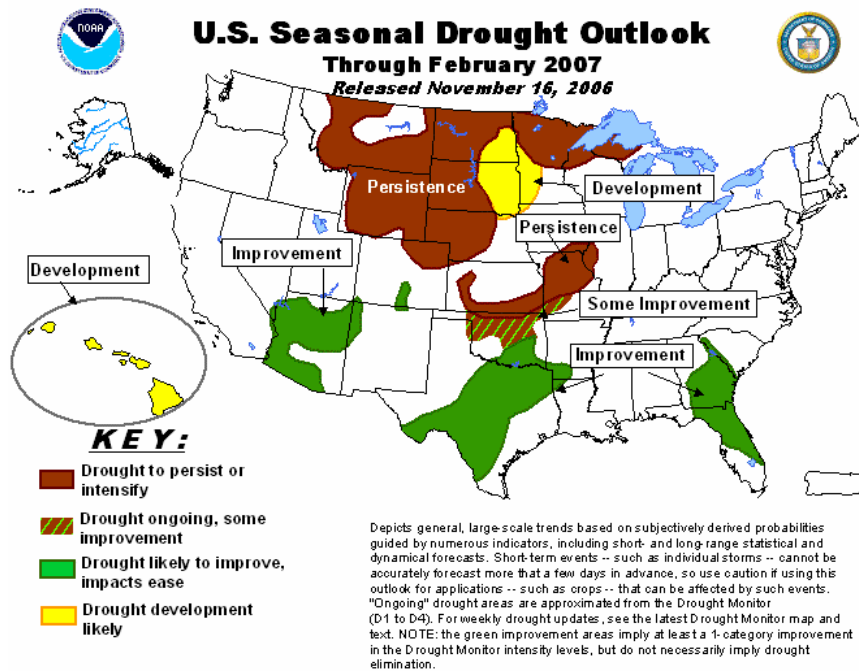 NOAA
U.S. Seasonal Drought Outlook
Through February 2007
Released November 16, 2006
Persistence
Development
Persistence
Improvement
Development
Some Improvement
Improvement
KEY:
Drought to persist or
intensify
Drought ongoing, some
improvement
Drought likely to improve,
impacts ease
Drought development
likely
Depicts general, large-scale trends based on subjectively derived probabilities
guided by numerous indicators, including short- and long-range statistical and
dynamical forecasts. Short-term events -- such as individual storms -- cannot be
accurately forecast more that a few days in advance, so use caution if using this
outlook for applications -- such as crops -- that can be affected by such events.
"Ongoing" drought areas are approximated from the Drought Monitor
(D1 to D4). For weekly drought updates, see the latest Drought Monitor map and
text. NOTE: the green improvement areas imply at least a 1-category improvement
in the Drought Monitor intensity levels, but do not necessarily imply drought
elimination.